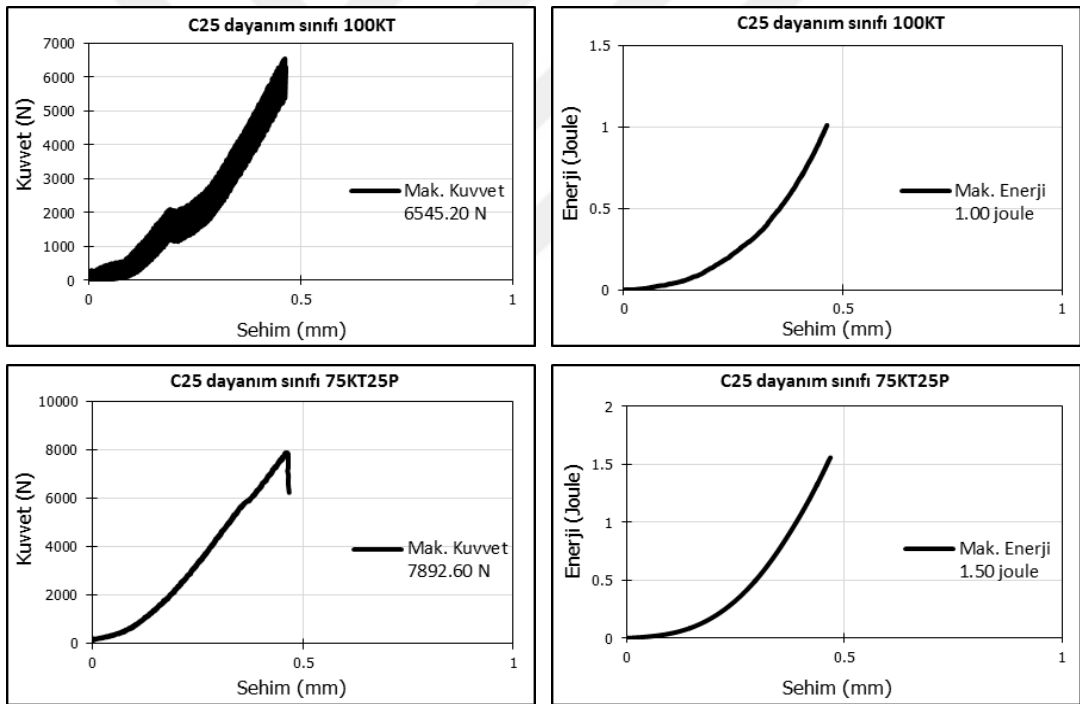 C25 dayanım sınıfı 100KT
Kuvvet (N)
7000
6000
5000
4000
3000
2000
1000
0
0
0.5
1
Sehim (mm)
Mak. Kuvvet
6545.20 N
C25 dayanım sınıfı 100KT
Enerji (Joule)
1.5
1
0.5
0
0
0.5
1
Sehim (mm)
Mak. Enerji
1.00 joule
C25 dayanım sınıfı 75KT25P
Kuvvet (N)
10000
8000
6000
4000
2000
0
0
0.5
1
Sehim (mm)
Mak. Kuvvet
7892.60 N
C25 dayanım sınıfı 75KT25P
Enerji (Joule)
2
1.5
1
0.5
0
0
0.5
1
Sehim (mm)
Mak. Enerji
1.50 joule